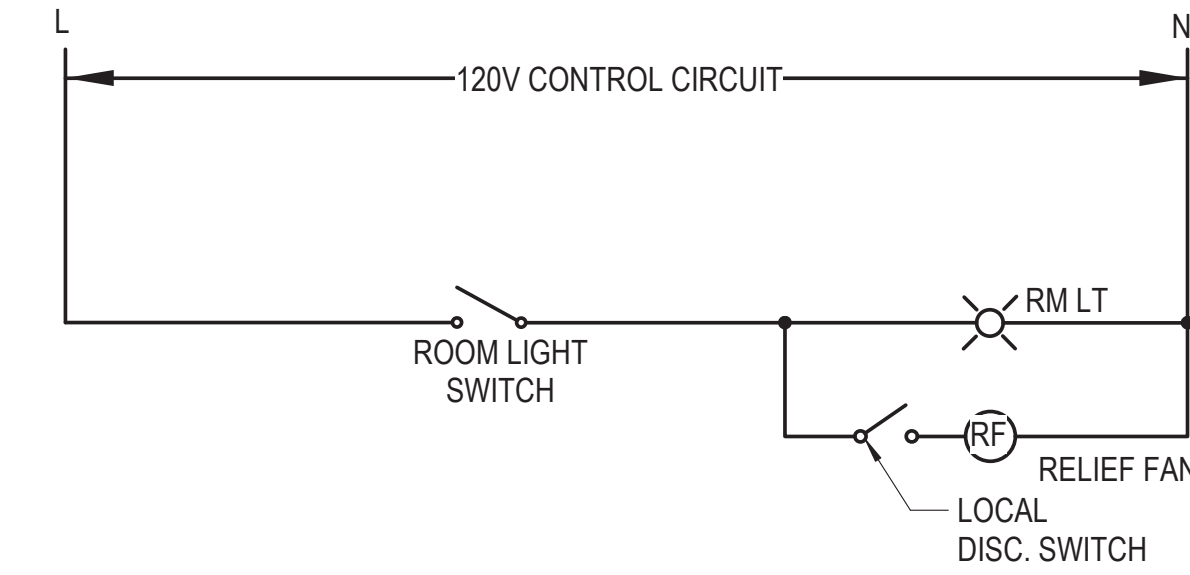 L
N
120V CONTROL CIRCUIT
RM LT
ROOM LIGHT
SWITCH
RF
RELIEF FAN
LOCAL
DISC. SWITCH